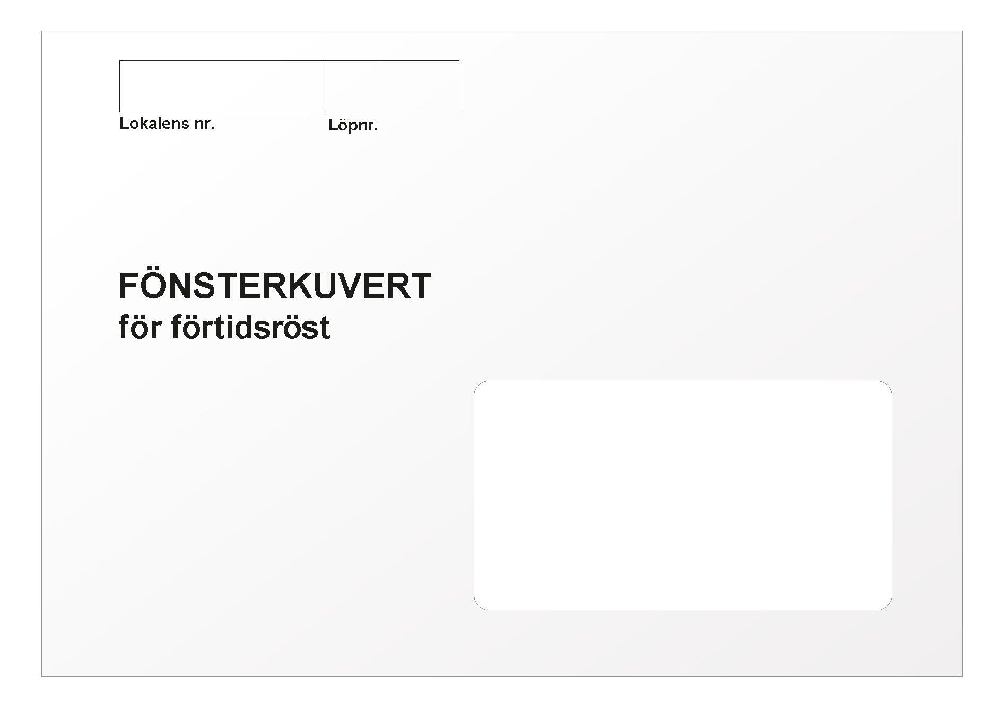 Lokalens nr. Löpnr.
FÖNSTERKUVERT
för förtidsröst